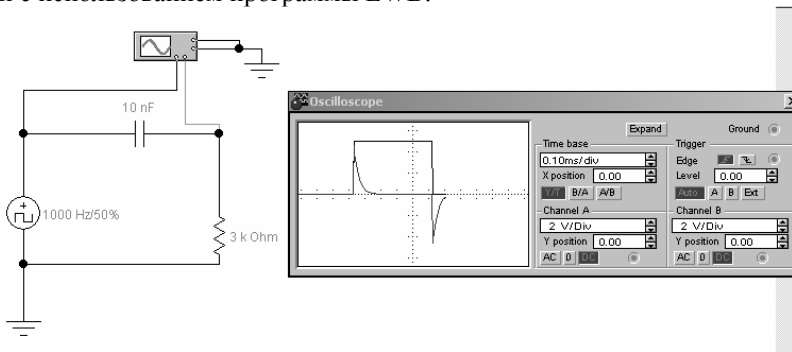 и с использованием программы EWB.
10 nF
1000 Hz/50%
3 k Ohm
Oscilloscope
Expand
Ground
Time base
0.10ms/div
X position 0.00
Y/T B/A A/B
Trigger
Edge
Level 0.00
Auto A B Ext
Channel A
2 V/Div
Y position 0.00
AC 0 DC
Channel B
2 V/Div
Y position 0.00
AC 0 DC